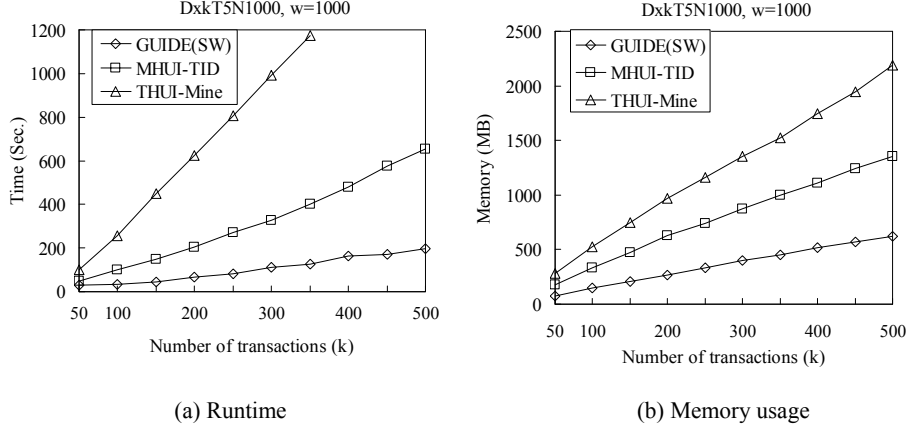 DxkT5N1000, w=1000
1200
1000
800
600
400
200
0
Time (Sec.)
GUIDE(SW)
MHUI-TID
THUI-Mine
50 100 200 300 400 500
Number of transactions (k)
(a) Runtime
DxkT5N1000, w=1000
2500
2000
1500
1000
500
0
Memory (MB)
GUIDE(SW)
MHUI-TID
THUI-Mine
50 100 200 300 400 500
Number of transactions (k)
(b) Memory usage